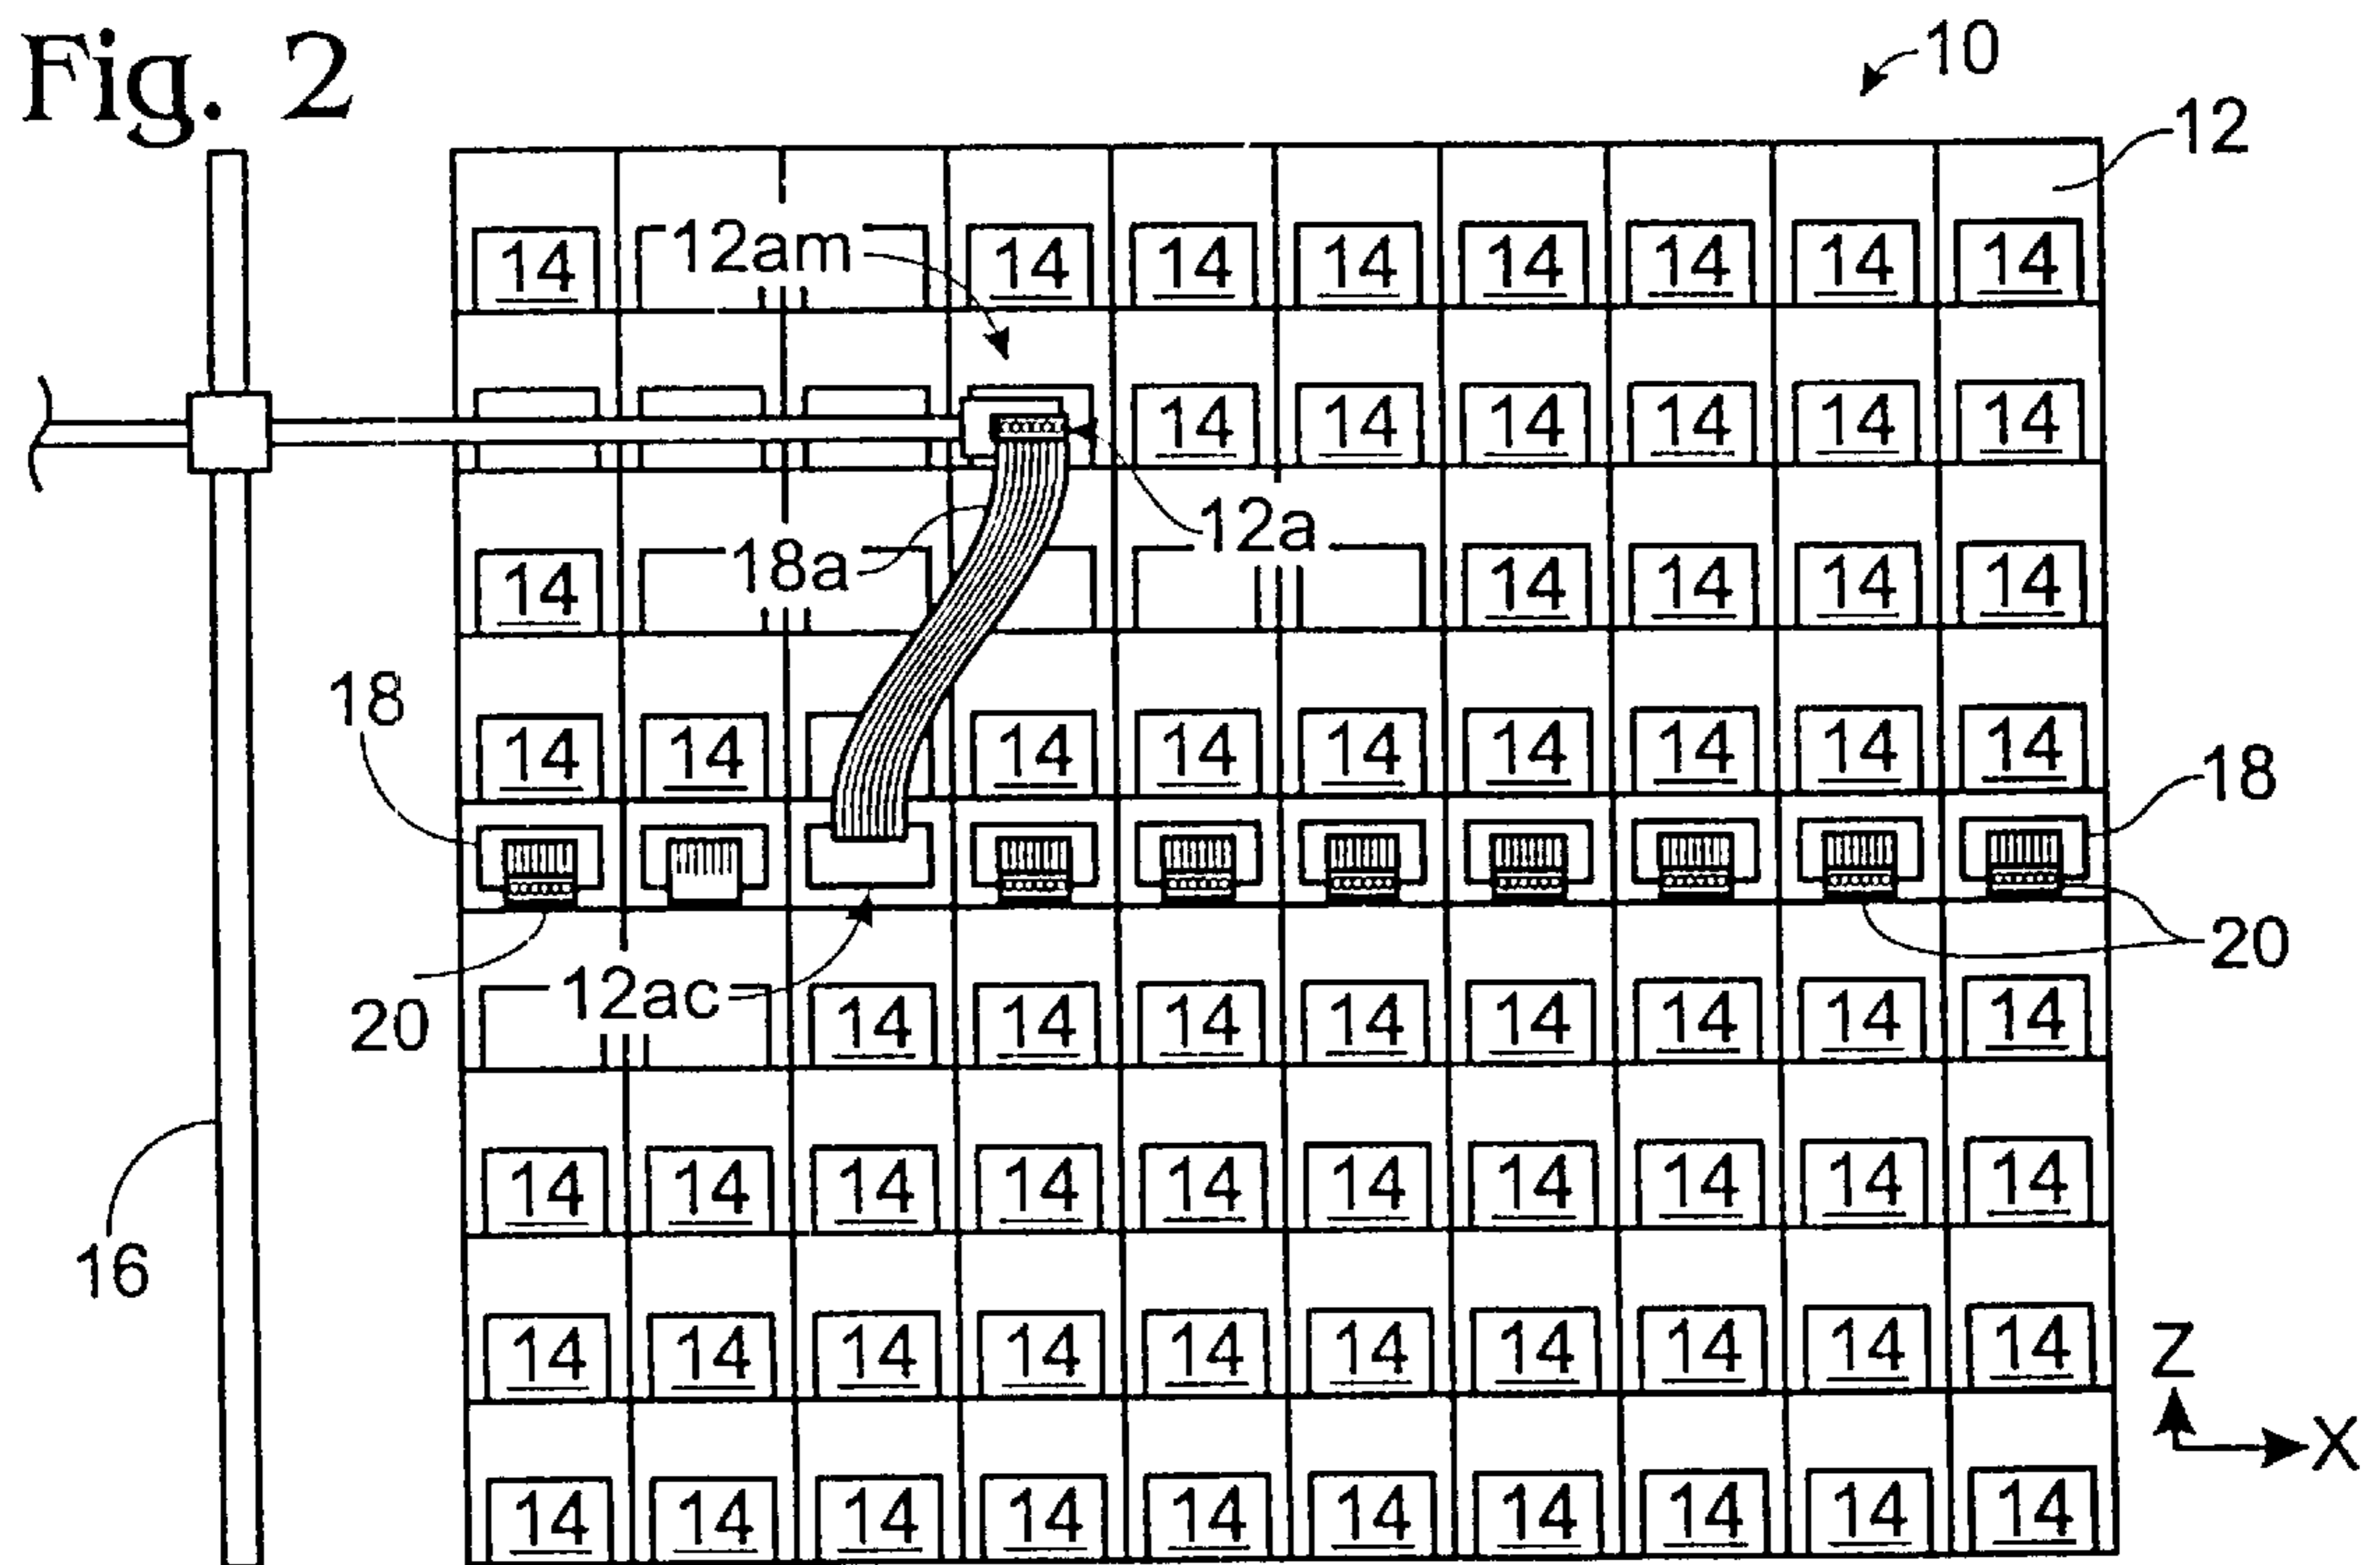 Fig. 2
10
12
14 12am 14 14 14 14 14 14 14
14 14 14 14 14 14
12a
14 18a 14 14 14 14
18
14 14 14 14 14 14 14 14 14
18
20
20 12ac 14 14 14 14 14 14 14 14
14 14 14 14 14 14 14 14 14 14
16
14 14 14 14 14 14 14 14 14 14
Z
X
14 14 14 14 14 14 14 14 14 14